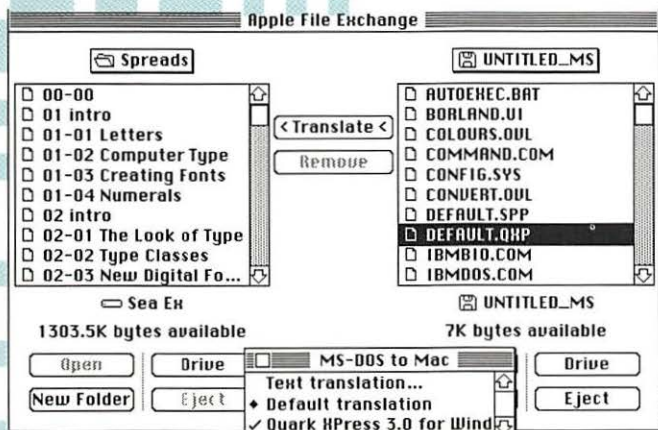 Apple File Exchange
Spreads
00-00
01 intro
01-01 Letters
01-02 Computer Type
01-03 Creating Fonts
01-04 Numerals
02 intro
02-01 The Look of Type
02-02 Type Classes
02-03 New Digital Fo...
Sea Ex
1303.5K bytes available
Open
Drive
New Folder
Eject
< Translate <
Remove
UNTITLED_MS
AUTOEXEC.BAT
BORLAND.UI
COLOURS.OVL
COMMAND.COM
CONFIG.SYS
CONVERT.OVL
DEFAULT.SPP
DEFAULT.QXP
IBMBIO.COM
IBMDOS.COM
UNTITLED_MS
7K bytes available
Drive
Eject
MS-DOS to Mac
Text translation...
Default translation
Quark XPress 3.0 for Wind